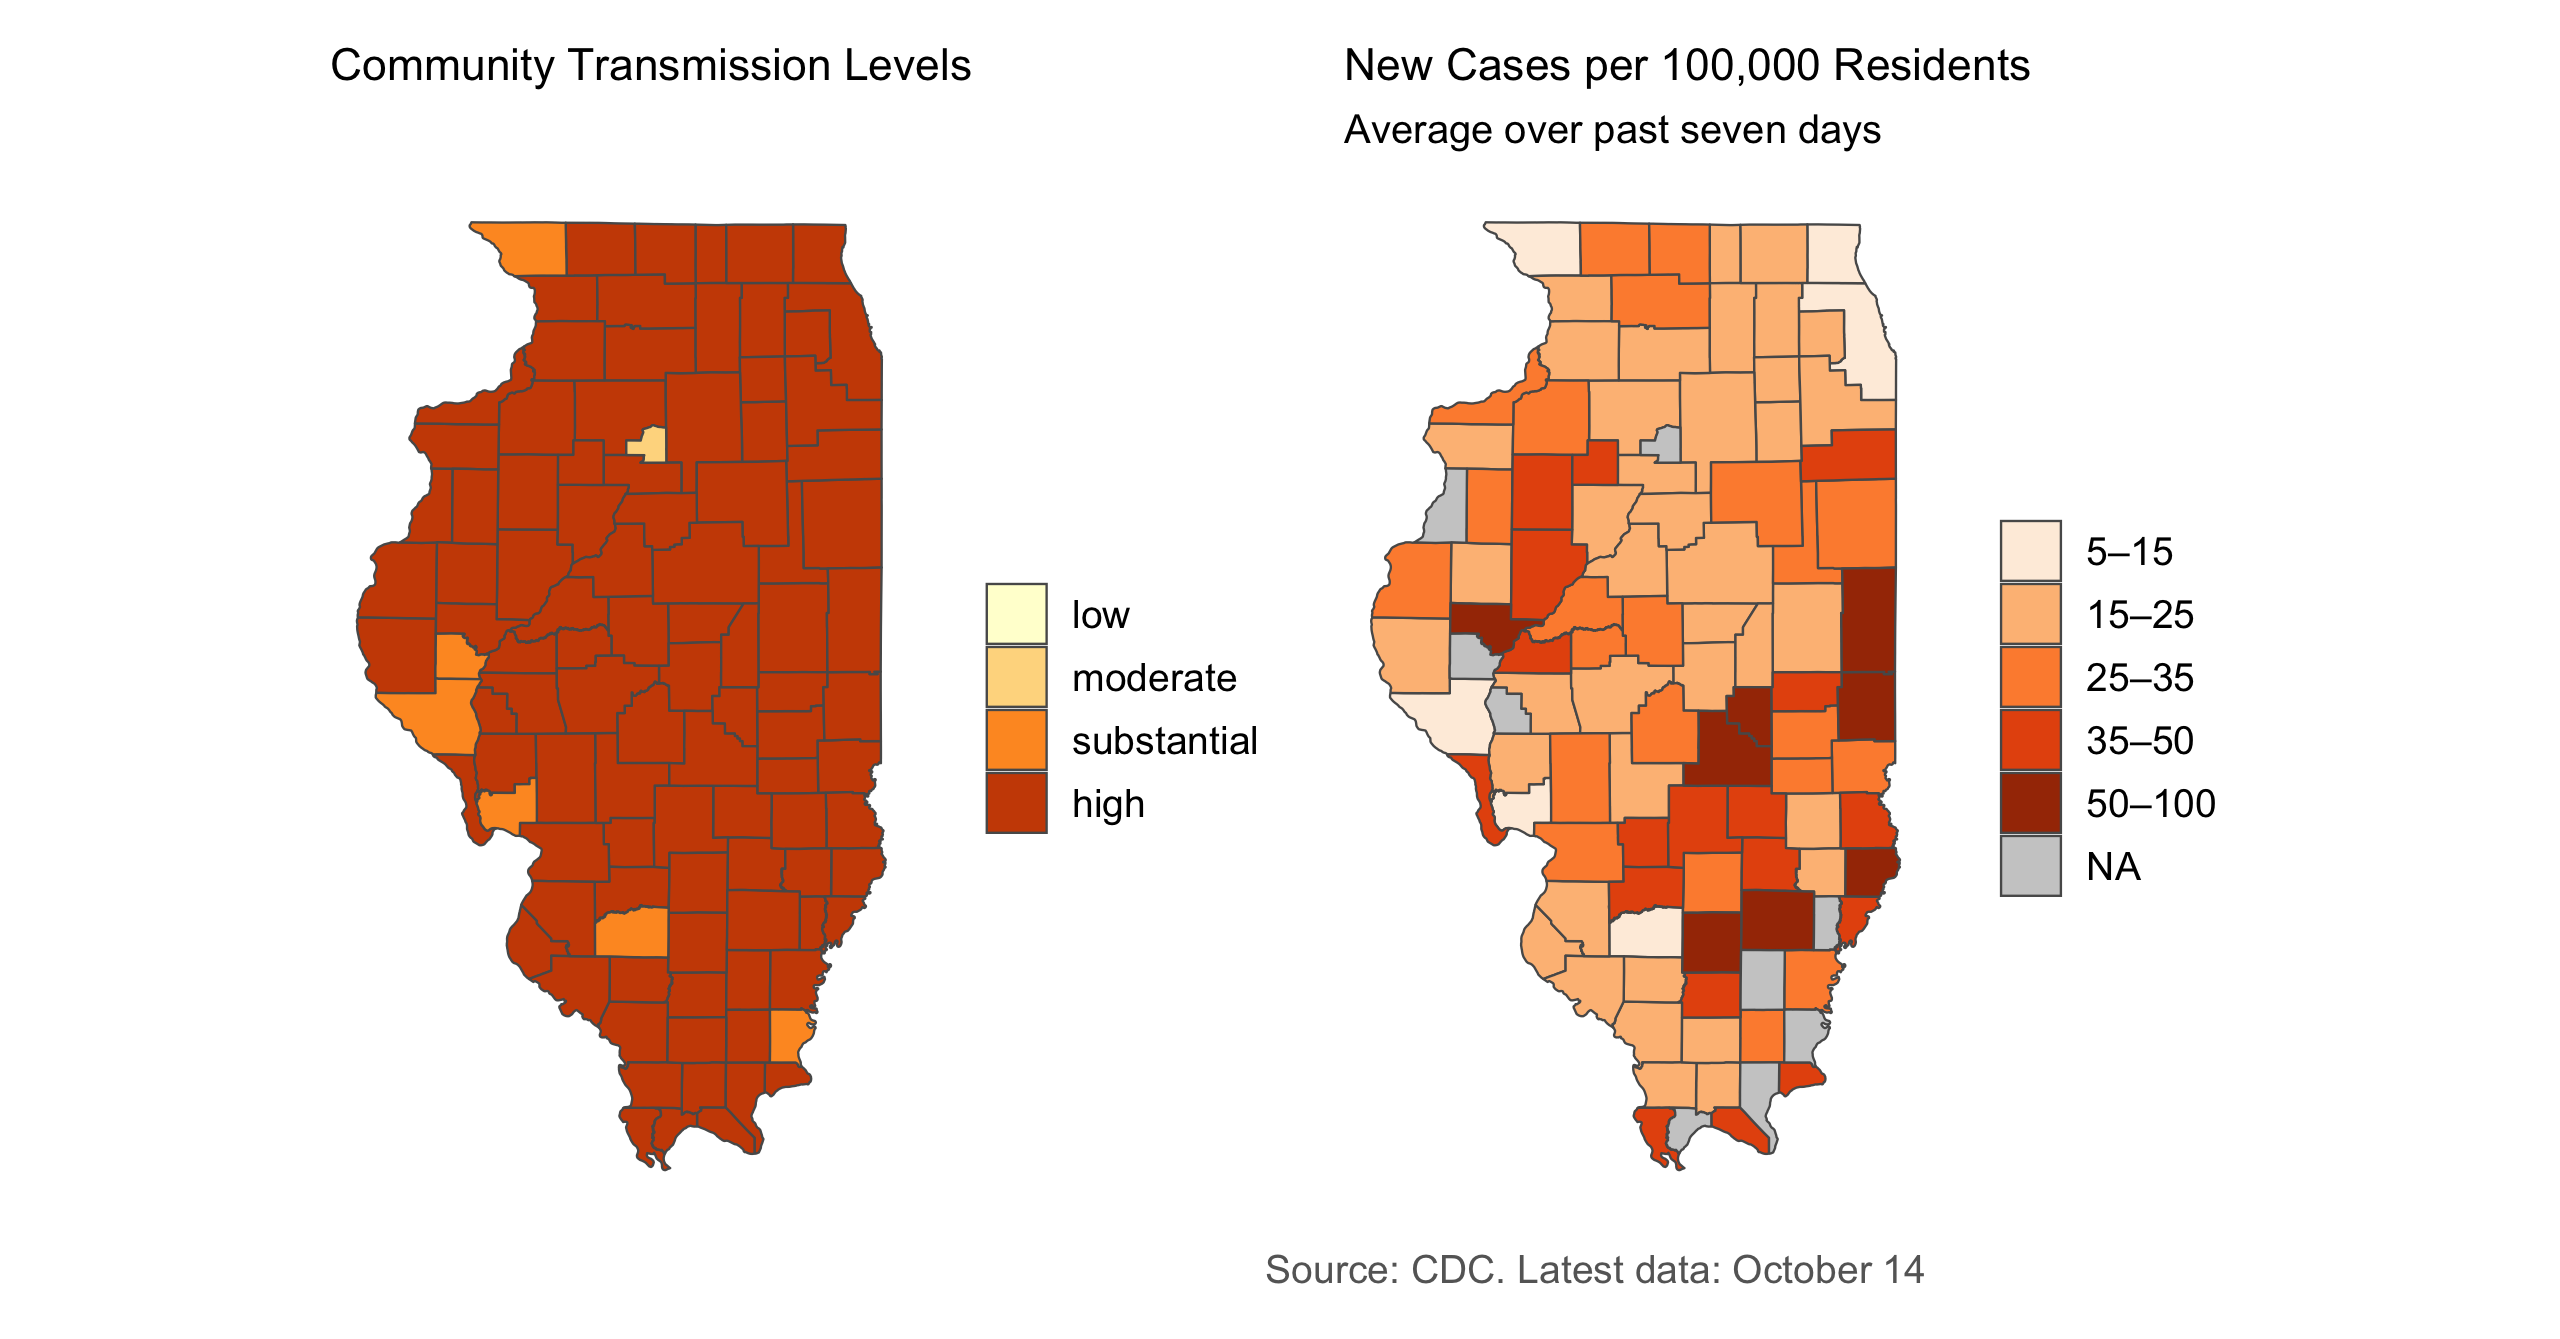 Community Transmission Levels
New Cases per 100,000 Residents
Average over past seven days
low
moderate
substantial
high
5–15
15–25
25–35
35–50
50–100
NA
Source: CDC. Latest data: October 14